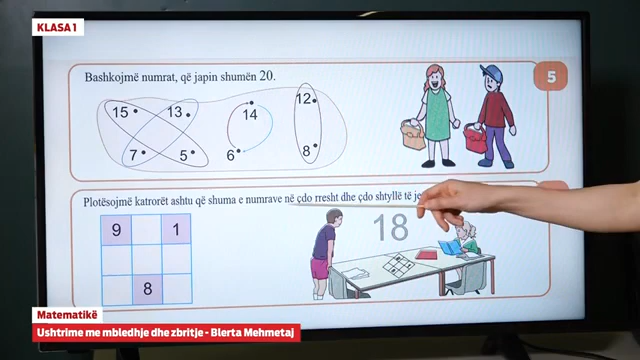 KLASA 1
Bashkojmë numrat, që japin shumën 20.
5
15 13 14 12
7 5 6 8
Plotësojmë katrorët ashtu që shuma e numrave në çdo rresht dhe çdo shtyllë të je
18
9 1
8
Matematikë
Ushtrime me mbledhje dhe zbritje - Blerta Mehmetaj